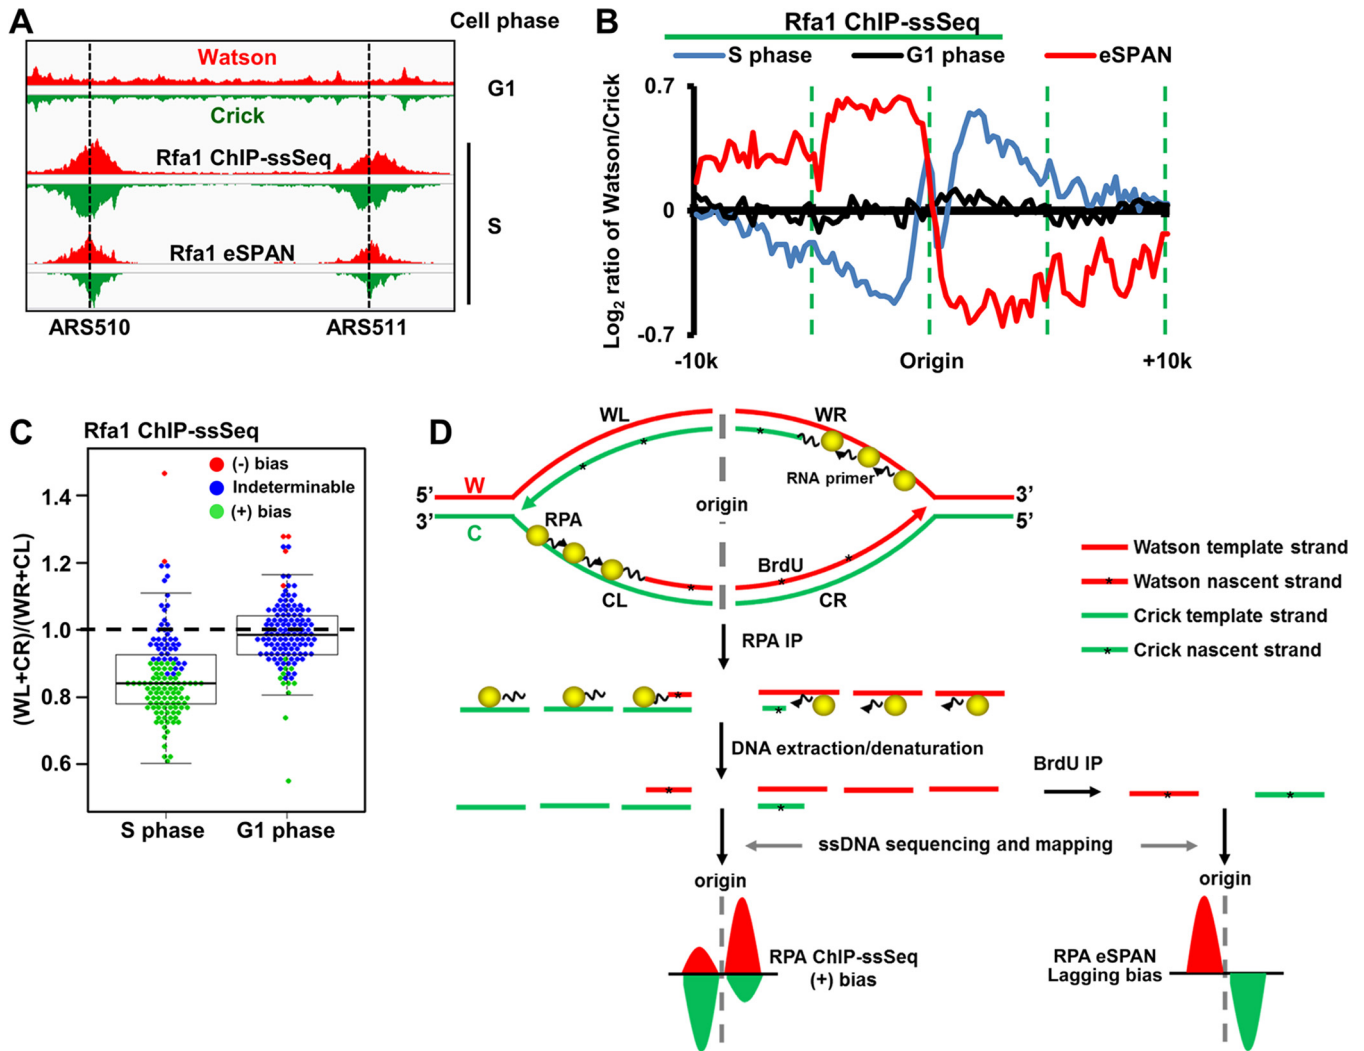 A
Cell phase
Watson
G1
Crick
Rfa1 ChIP-ssSeq
S
Rfa1 eSPAN
ARS510
ARS511
B
Rfa1 ChIP-ssSeq
S phase
G1 phase
eSPAN
Log2 ratio of Watson/Crick
0.7
0
-0.7
-10k
Origin
+10k
C
Rfa1 ChIP-ssSeq
(-) bias
Indeterminable
(+) bias
(WL+CR)/(WR+CL)
1.4
1.2
1.0
0.8
0.6
S phase
G1 phase
D
WL
WR
RNA primer
5’
W
origin
3’
3’
C
5’
RPA
BrdU
CL
CR
Watson template strand
* Watson nascent strand
Crick template strand
* Crick nascent strand
RPA IP
DNA extraction/denaturation
BrdU IP
ssDNA sequencing and mapping
origin
origin
RPA ChIP-ssSeq
(+) bias
RPA eSPAN
Lagging bias